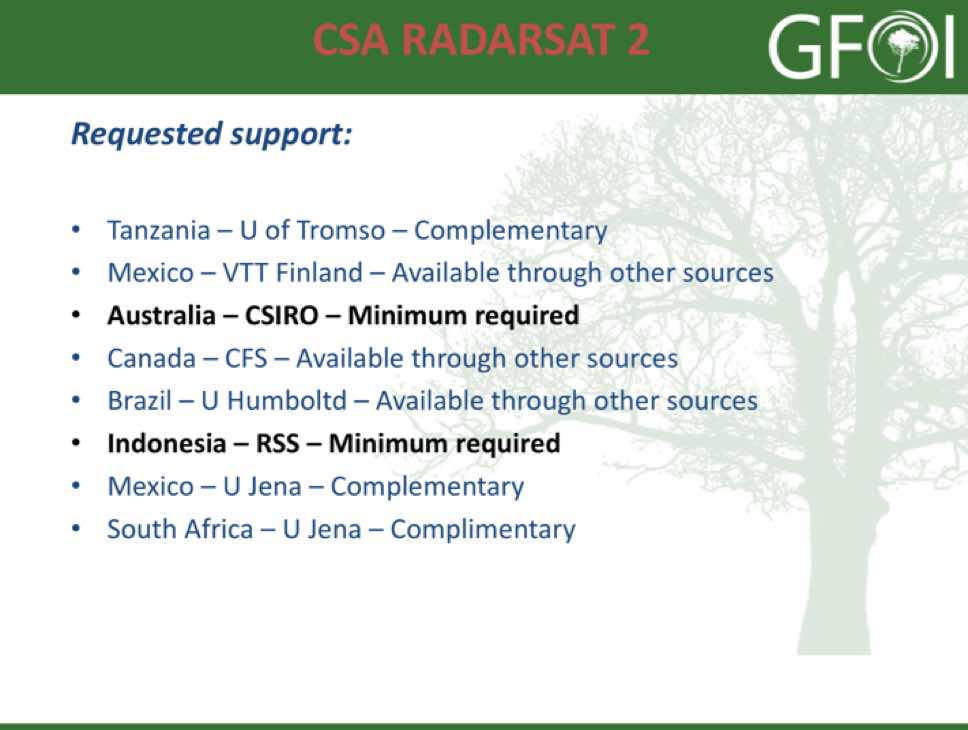 CSA RADARSAT 2
GFOI
Requested support:
• Tanzania – U of Tromso – Complementary
• Mexico – VTT Finland – Available through other sources
• Australia – CSIRO – Minimum required
• Canada – CFS – Available through other sources
• Brazil – U Humboltd – Available through other sources
• Indonesia – RSS – Minimum required
• Mexico – U Jena – Complementary
• South Africa – U Jena – Complimentary